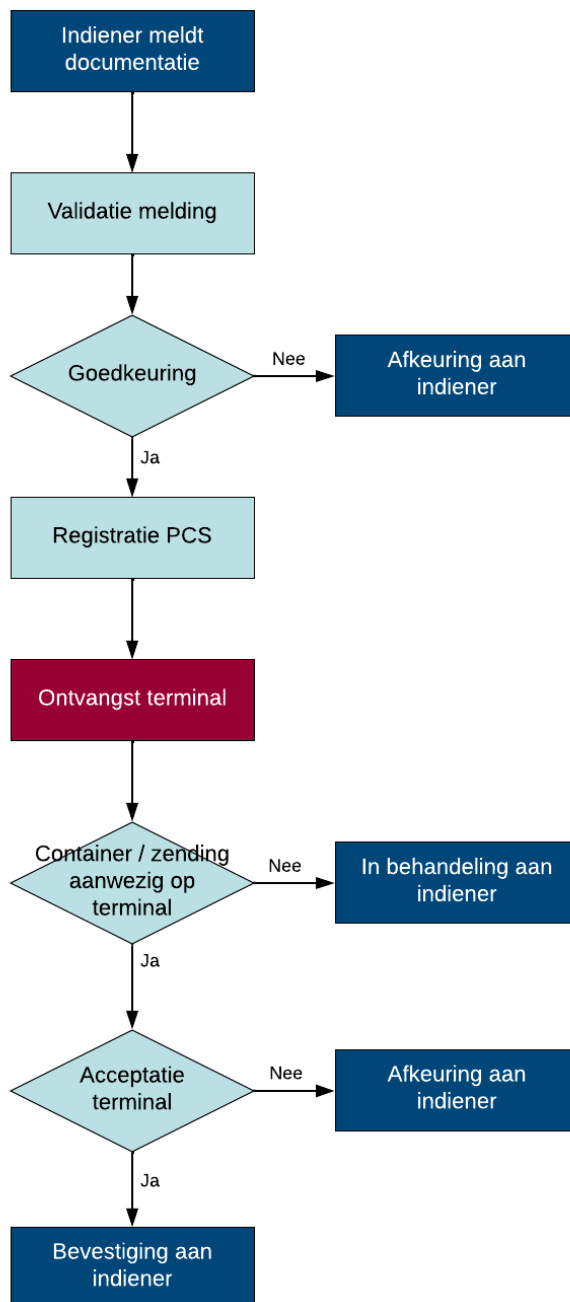 Indiener meldt
documentatie
Validatie melding
Goedkeuring
Nee
Afkeuring aan
indiener
Ja
Registratie PCS
Ontvangst terminal
Container / zending
aanwezig op
terminal
Nee
In behandeling aan
indiener
Ja
Acceptatie
terminal
Nee
Afkeuring aan
indiener
Ja
Bevestiging aan
indiener